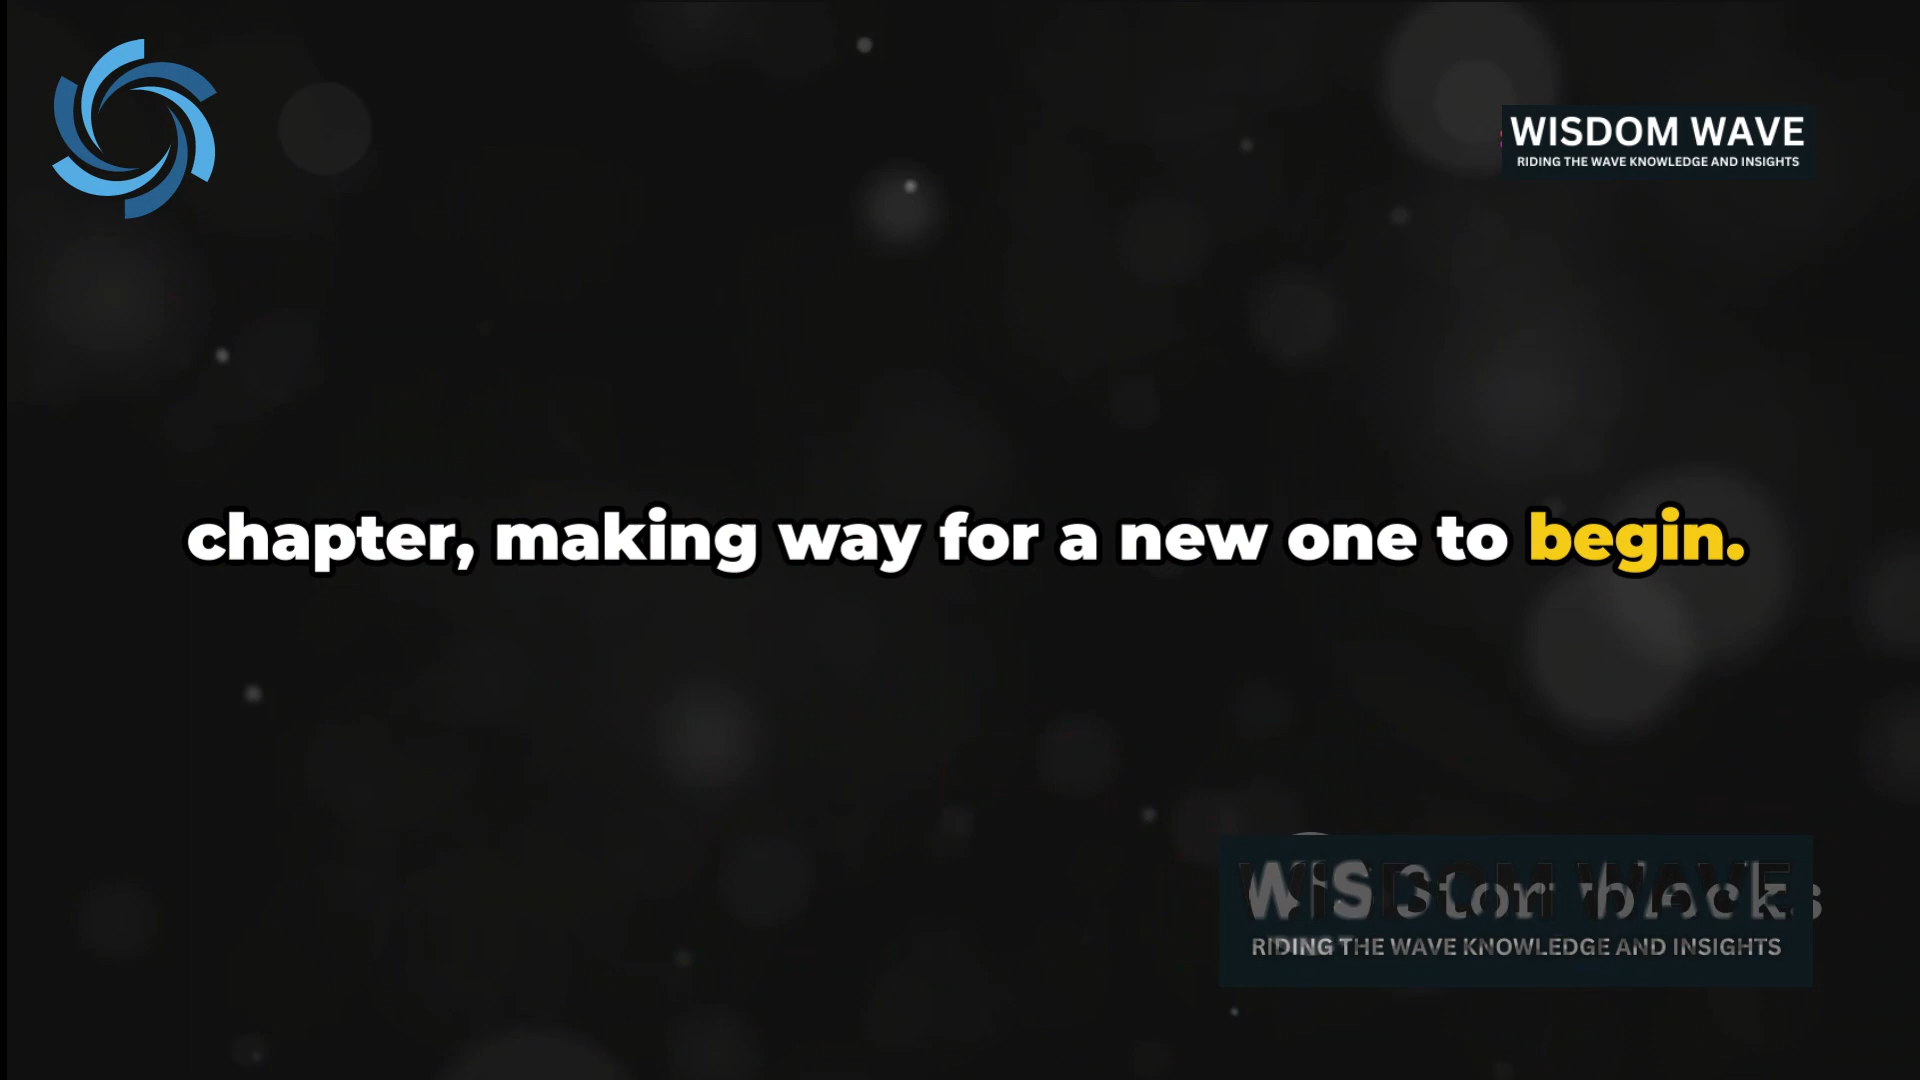 WISDOM WAVE
RIDING THE WAVE KNOWLEDGE AND INSIGHTS
chapter, making way for a new one to begin.
RIDING THE WAVE KNOWLEDGE AND INSIGHTS